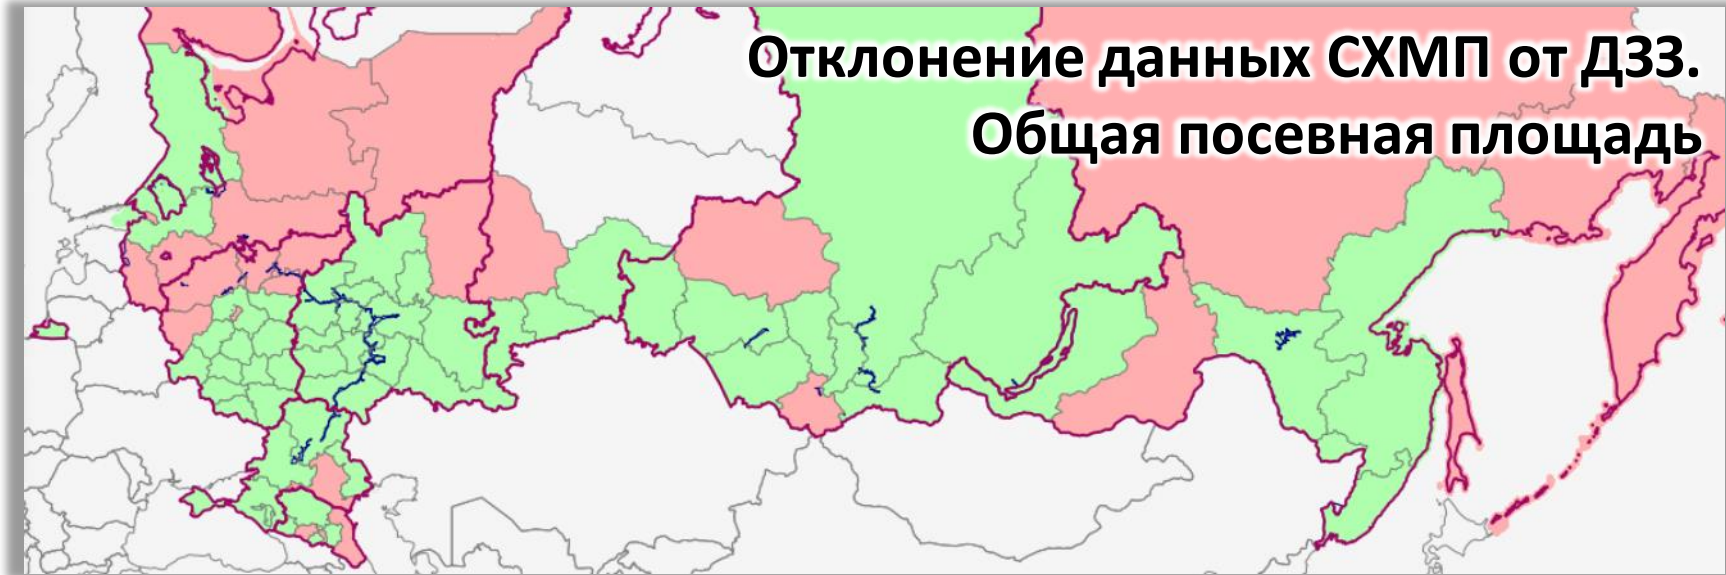 Отклонение данных СХМП от ДЗЗ.
Общая посевная площадь